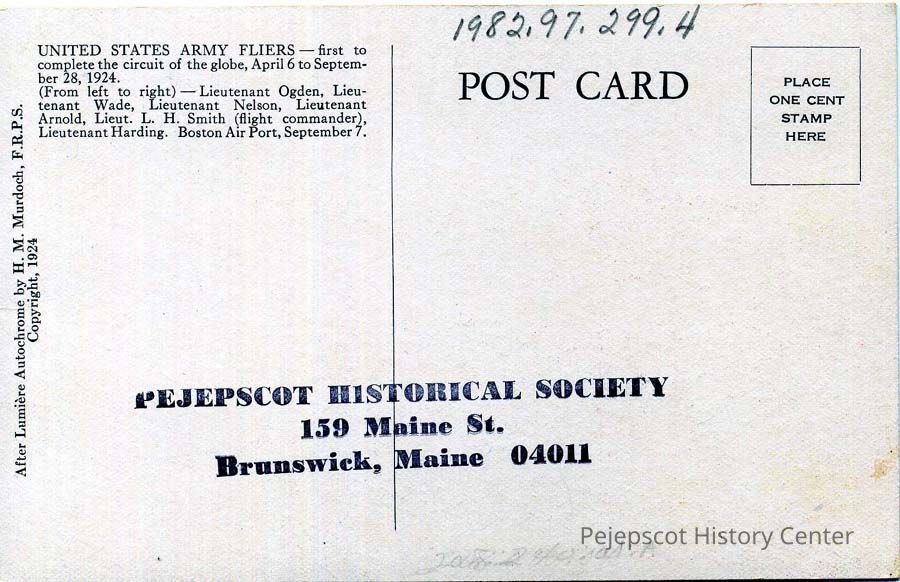 1982.97.299.4
UNITED STATES ARMY FLIERS — first to
complete the circuit of the globe, April 6 to Septem-
ber 28, 1924.
(From left to right) — Lieutenant Ogden, Lieu-
tenant Wade, Lieutenant Nelson, Lieutenant
Arnold, Lieut. L. H. Smith (flight commander),
Lieutenant Harding. Boston Air Port, September 7.
POST CARD
PLACE
ONE CENT
STAMP
HERE
After Lumière Autochrome by H. M. Murdoch, F.R.P.S.
Copyright, 1924
PEJEPSCOT HISTORICAL SOCIETY
159 Maine St.
Brunswick, Maine 04011
Pejepscot History Center